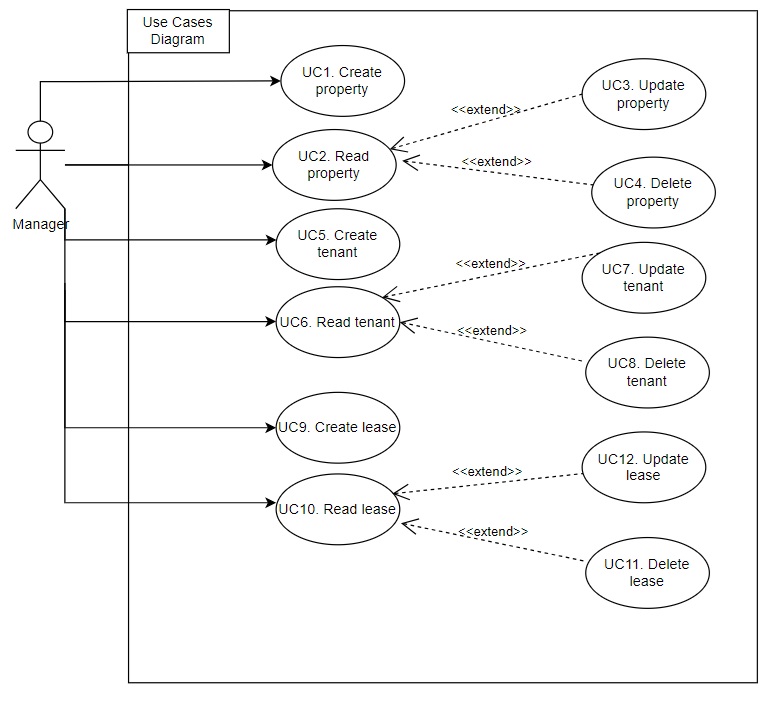 Use Cases
Diagram
UC1. Create
property
UC3. Update
property
<<extend>>
UC2. Read
property
<<extend>>
UC4. Delete
property
Manager
UC5. Create
tenant
<<extend>>
UC7. Update
tenant
UC6. Read tenant
<<extend>>
UC8. Delete
tenant
UC9. Create lease
<<extend>>
UC12. Update
lease
UC10. Read lease
<<extend>>
UC11. Delete
lease